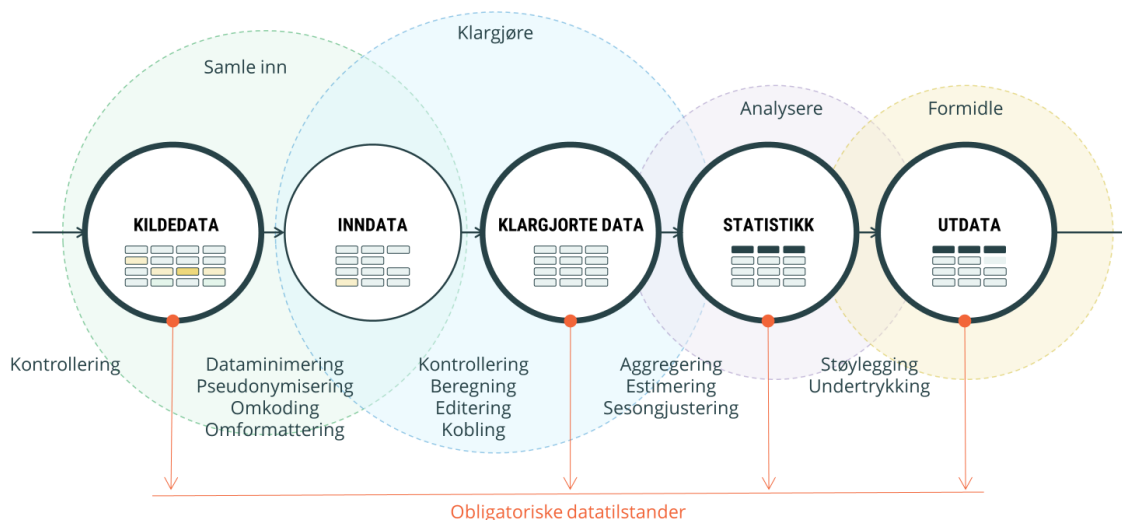 Klargjøre
Samle inn
Analysere
Formidle
KILDEDATA
INNDATA
KLARGJORTE DATA
STATISTIKK
UTDATA
Kontrollering
Dataminimering
Pseudonymisering
Omkoding
Omformattering
Kontrollering
Beregning
Editering
Kobling
Aggregering
Estimering
Sesongjustering
Støylegging
Undertrykking
Obligatoriske datatilstander